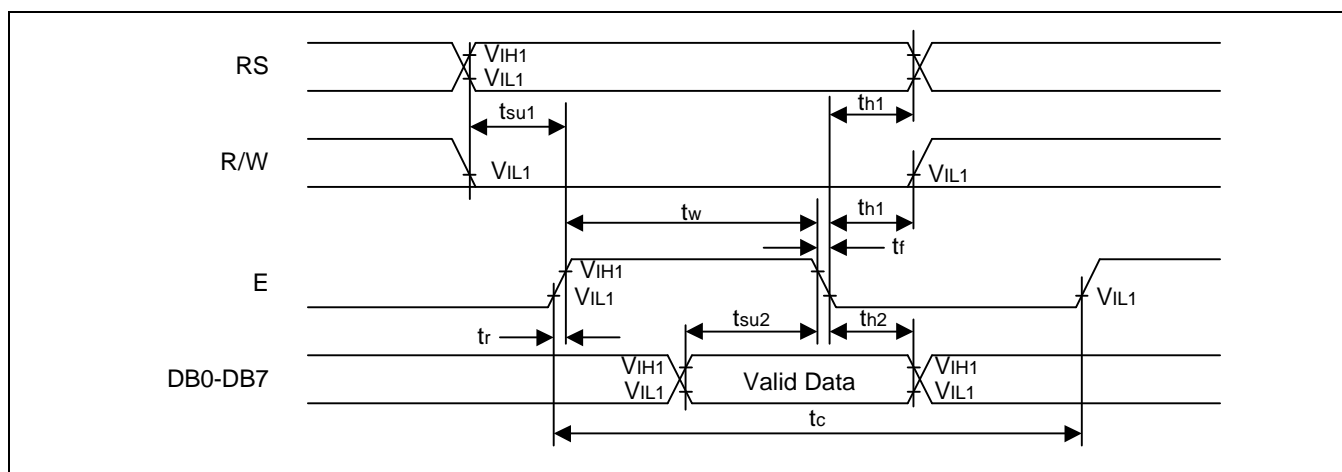 RS
VIH1
VIL1
tsu1
th1
R/W
VIL1
VIL1
tw
th1
tf
E
VIH1
VIL1
VIL1
tr
tsu2
th2
DB0-DB7
VIH1
VIL1
Valid Data
VIH1
VIL1
tc